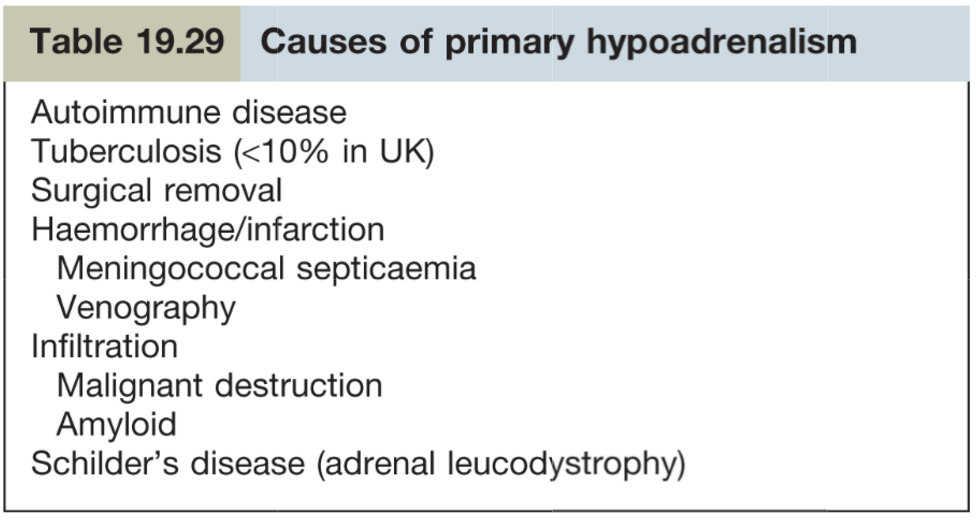 Table 19.29 Causes of primary hypoadrenalism
Autoimmune disease
Tuberculosis (<10% in UK)
Surgical removal
Haemorrhage/infarction
Meningococcal septicaemia
Venography
Infiltration
Malignant destruction
Amyloid
Schilder's disease (adrenal leucodystrophy)